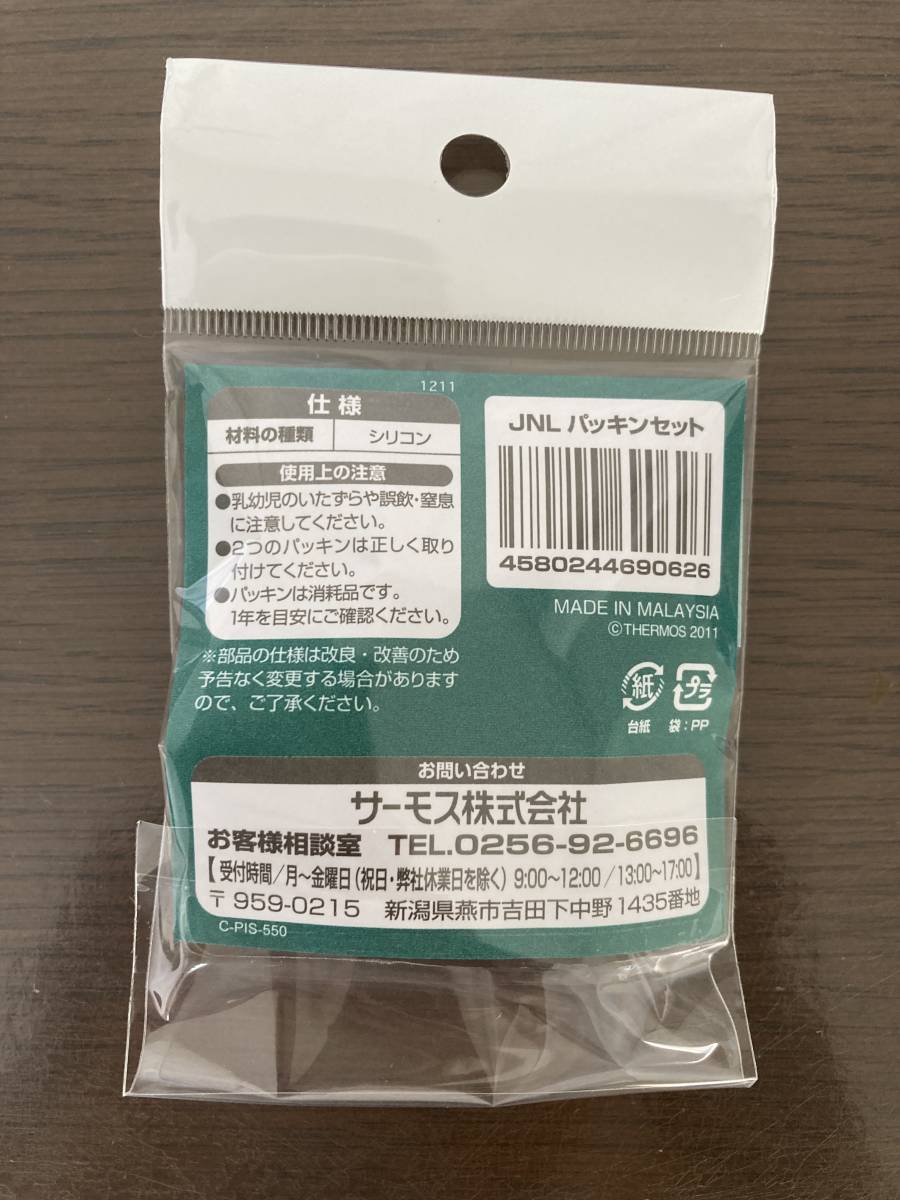 1211
仕様
材料の種類 シリコン
使用上の注意
●乳幼児のいたずらや誤飲・窒息
に注意してください。
●2つのパッキンは正しく取り
付けてください。
●パッキンは消耗品です。
1年を目安にご確認ください。
※部品の仕様は改良・改善のため
予告なく変更する場合があります
ので、ご了承ください。
JNL パッキンセット
4580244690626
MADE IN MALAYSIA
©THERMOS 2011
紙 プラ
台紙 袋：PP
お問い合わせ
サーモス株式会社
お客様相談室 TEL.0256-92-6696
【受付時間/月～金曜日（祝日・弊社休業日を除く）9:00～12:00/13:00～17:00】
〒959-0215 新潟県燕市吉田下中野1435番地
C-PIS-550